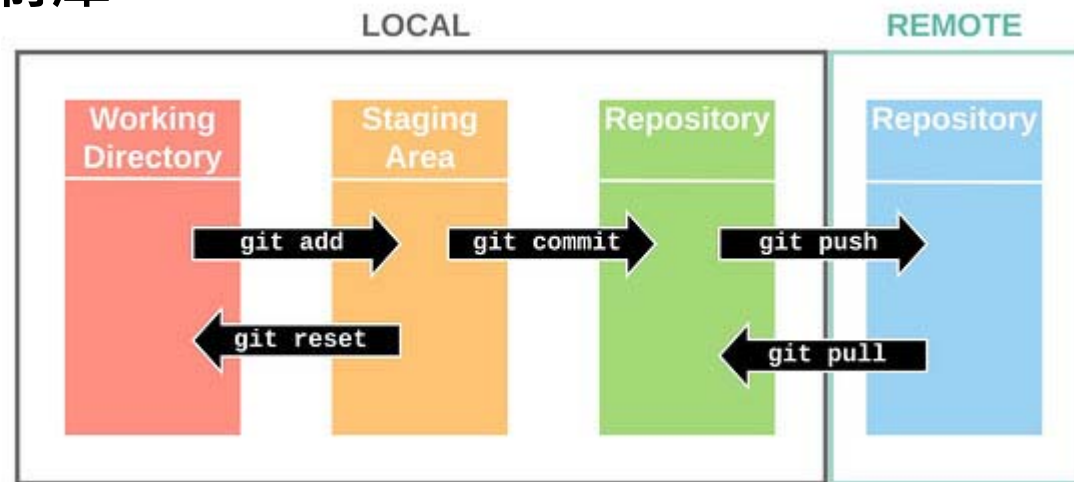 LOCAL
REMOTE
Working
Directory
Staging
Area
Repository
Repository
git add
git commit
git push
git reset
git pull